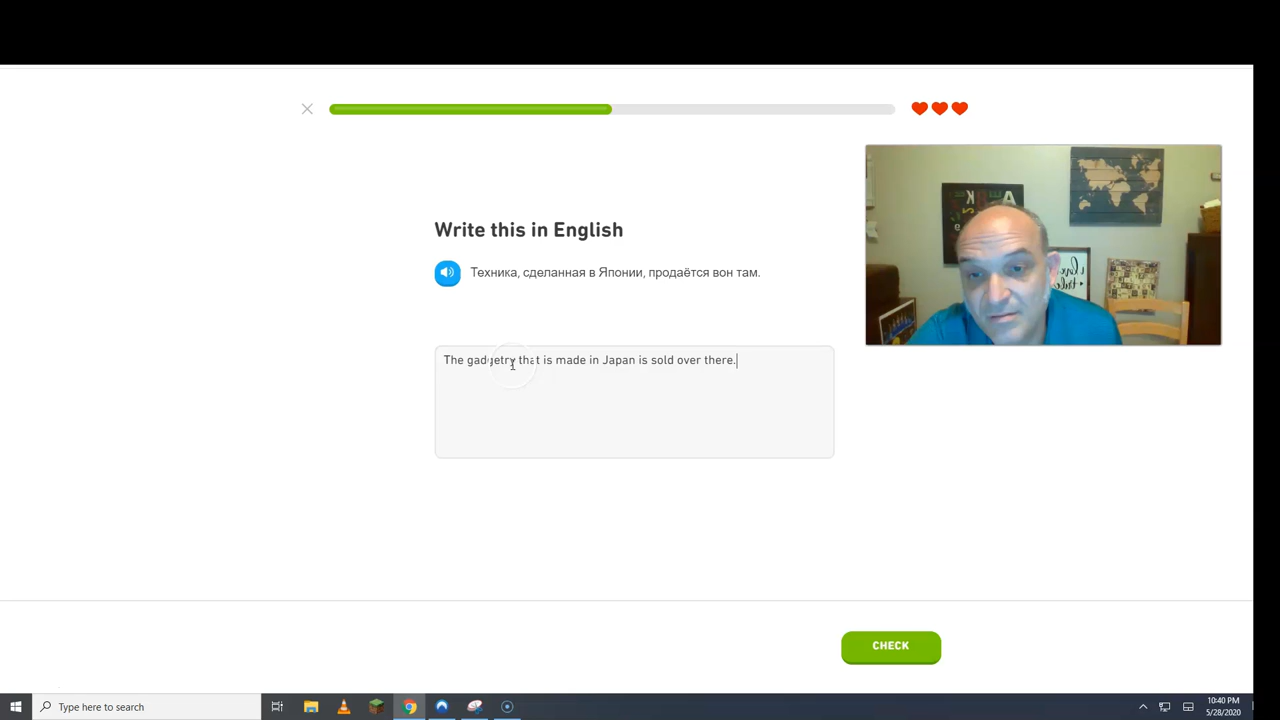 Write this in English
Техника, сделанная в Японии, продаётся вон там.
The gadgetry that is made in Japan is sold over there.
CHECK
Type here to search
10:40 PM
5/28/2020